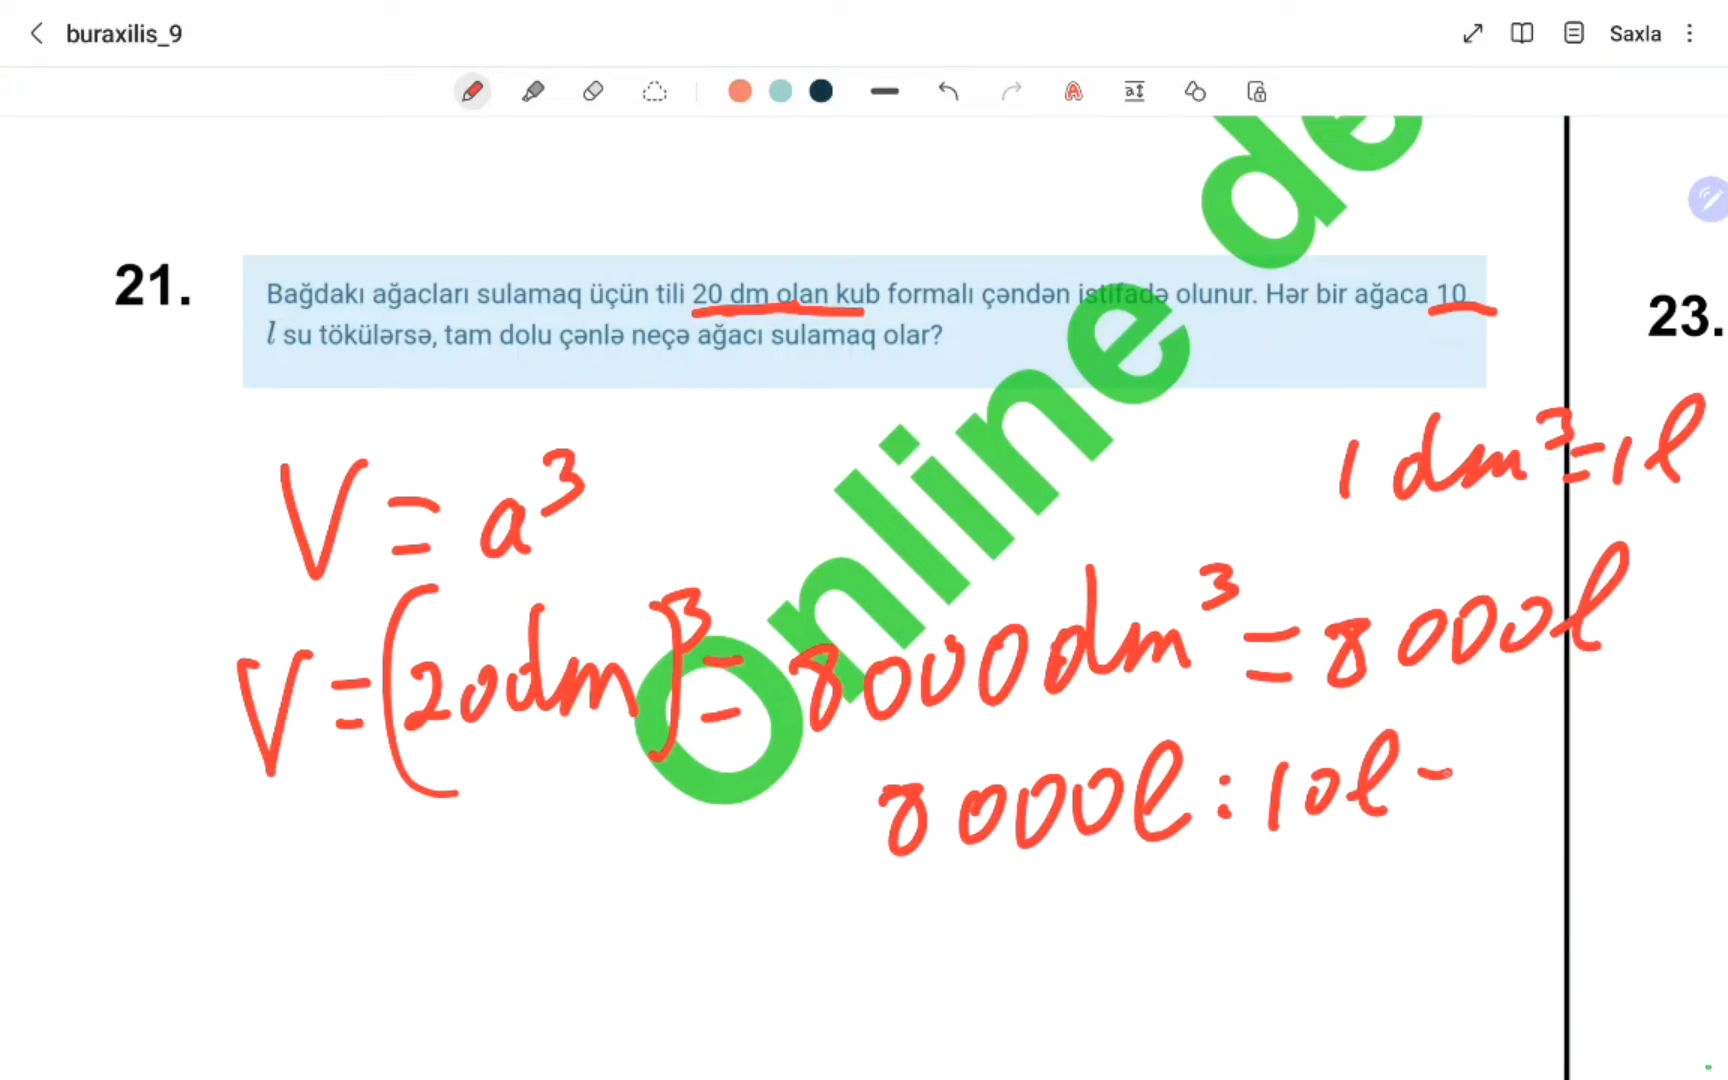 buraxilis_9
Saxla
21.
Bağdakı ağacları sulamaq üçün tili 20 dm olan kub formalı çəndən istifadə olunur. Hər bir ağaca 10
l su tökülərsə, tam dolu çənlə neçə ağacı sulamaq olar?
23.
Online de
1 dm³=1l
V = a³
V = (20dm)³ = 8000dm³ = 8000l
8000l : 10l -